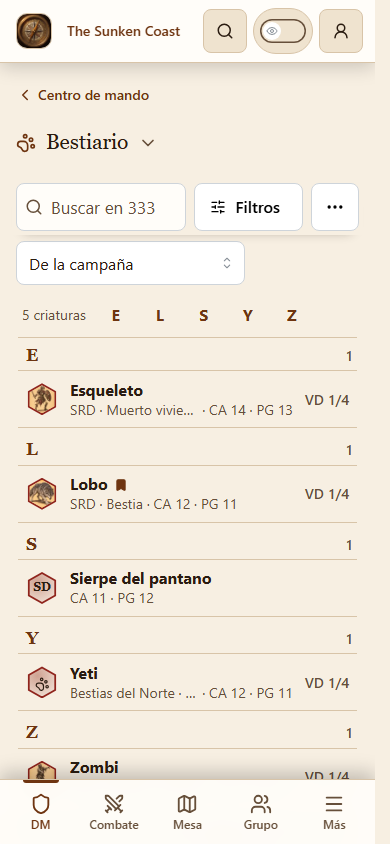 The Sunken Coast
Centro de mando
Bestiario
Buscar en 333
Filtros
De la campaña
5 criaturas E L S Y Z
E 1
Esqueleto
SRD · Muerto vivie... · CA 14 · PG 13
VD 1/4
L 1
Lobo
SRD · Bestia · CA 12 · PG 11
VD 1/4
S 1
SD
Sierpe del pantano
CA 11 · PG 12
Y 1
Yeti
Bestias del Norte · ... · CA 12 · PG 11
VD 1/4
Z 1
Zombi
VD 1/4
DM Combate Mesa Grupo Más